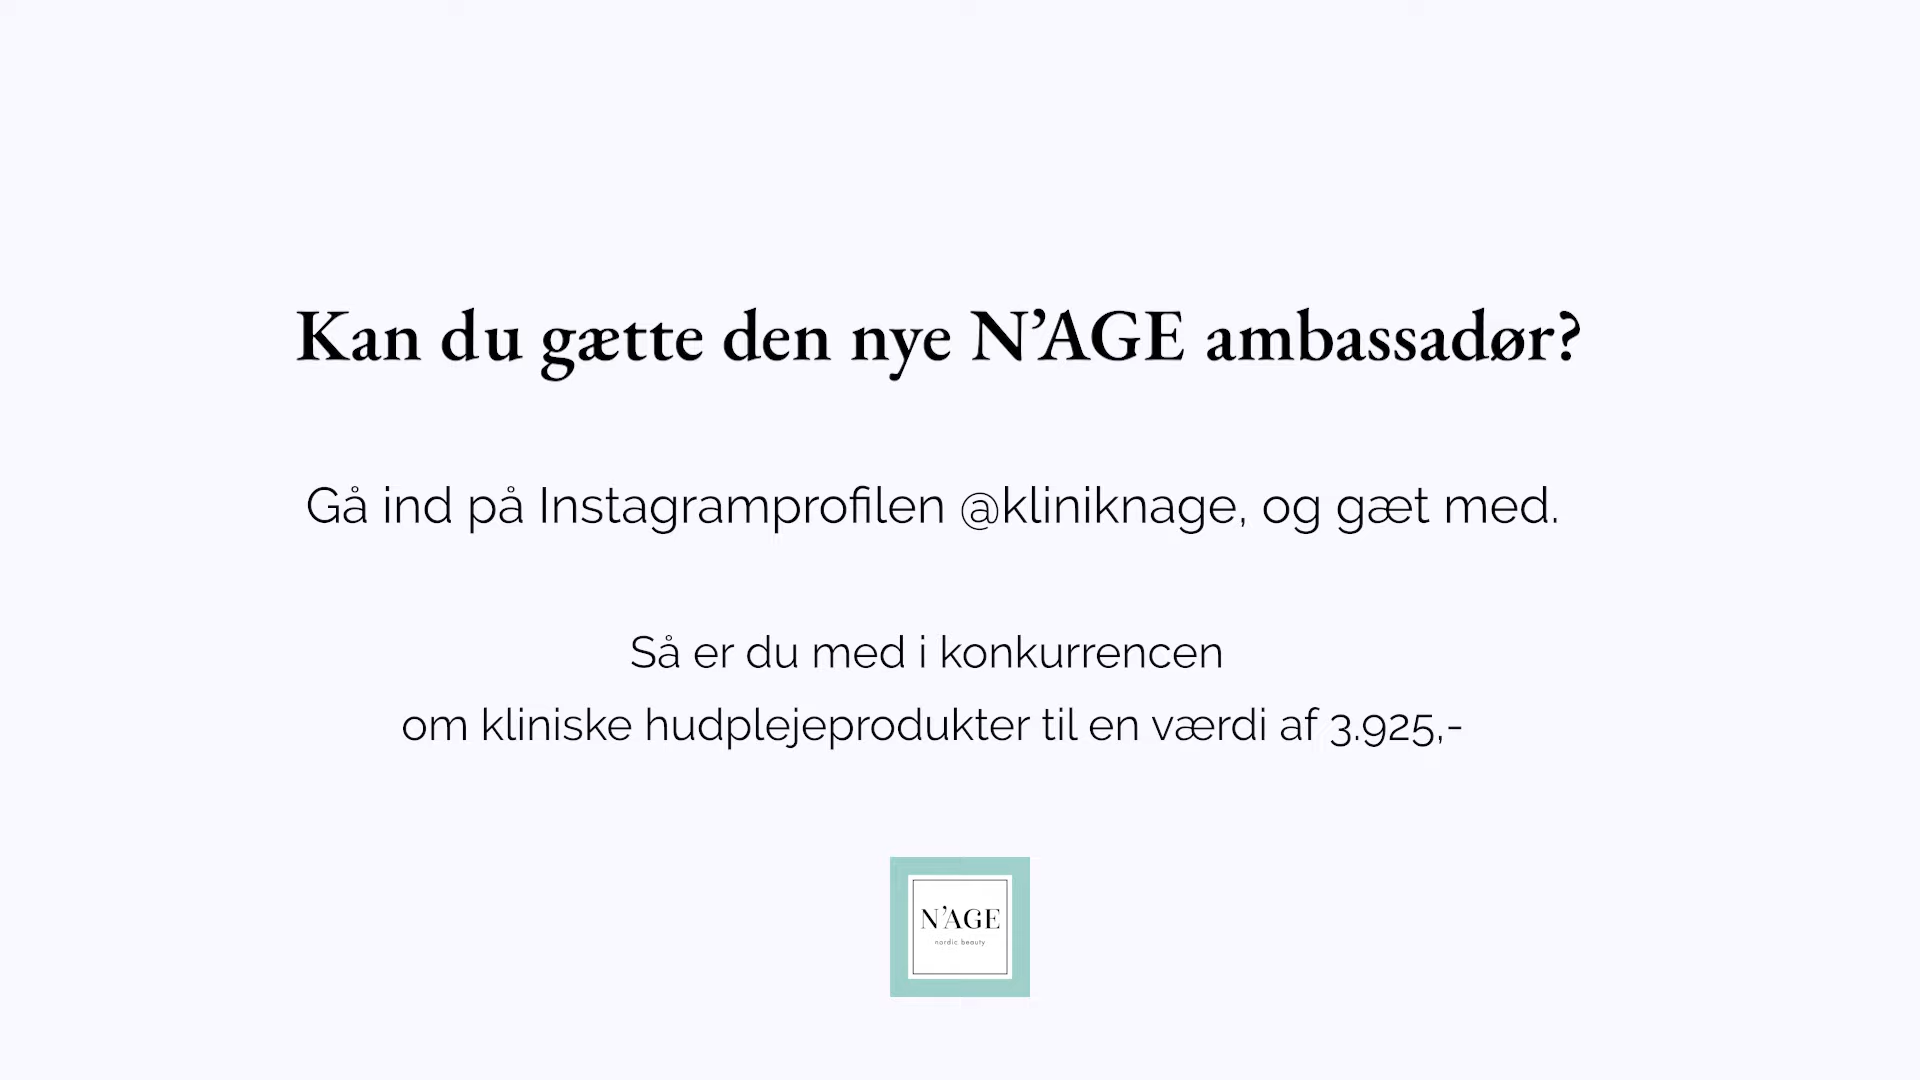 Kan du gætte den nye N’AGE ambassadør?
Gå ind på Instagramprofilen @kliniknage, og gæt med.
Så er du med i konkurrencen
om kliniske hudplejeprodukter til en værdi af 3.925,-
N’AGE
nordic beauty